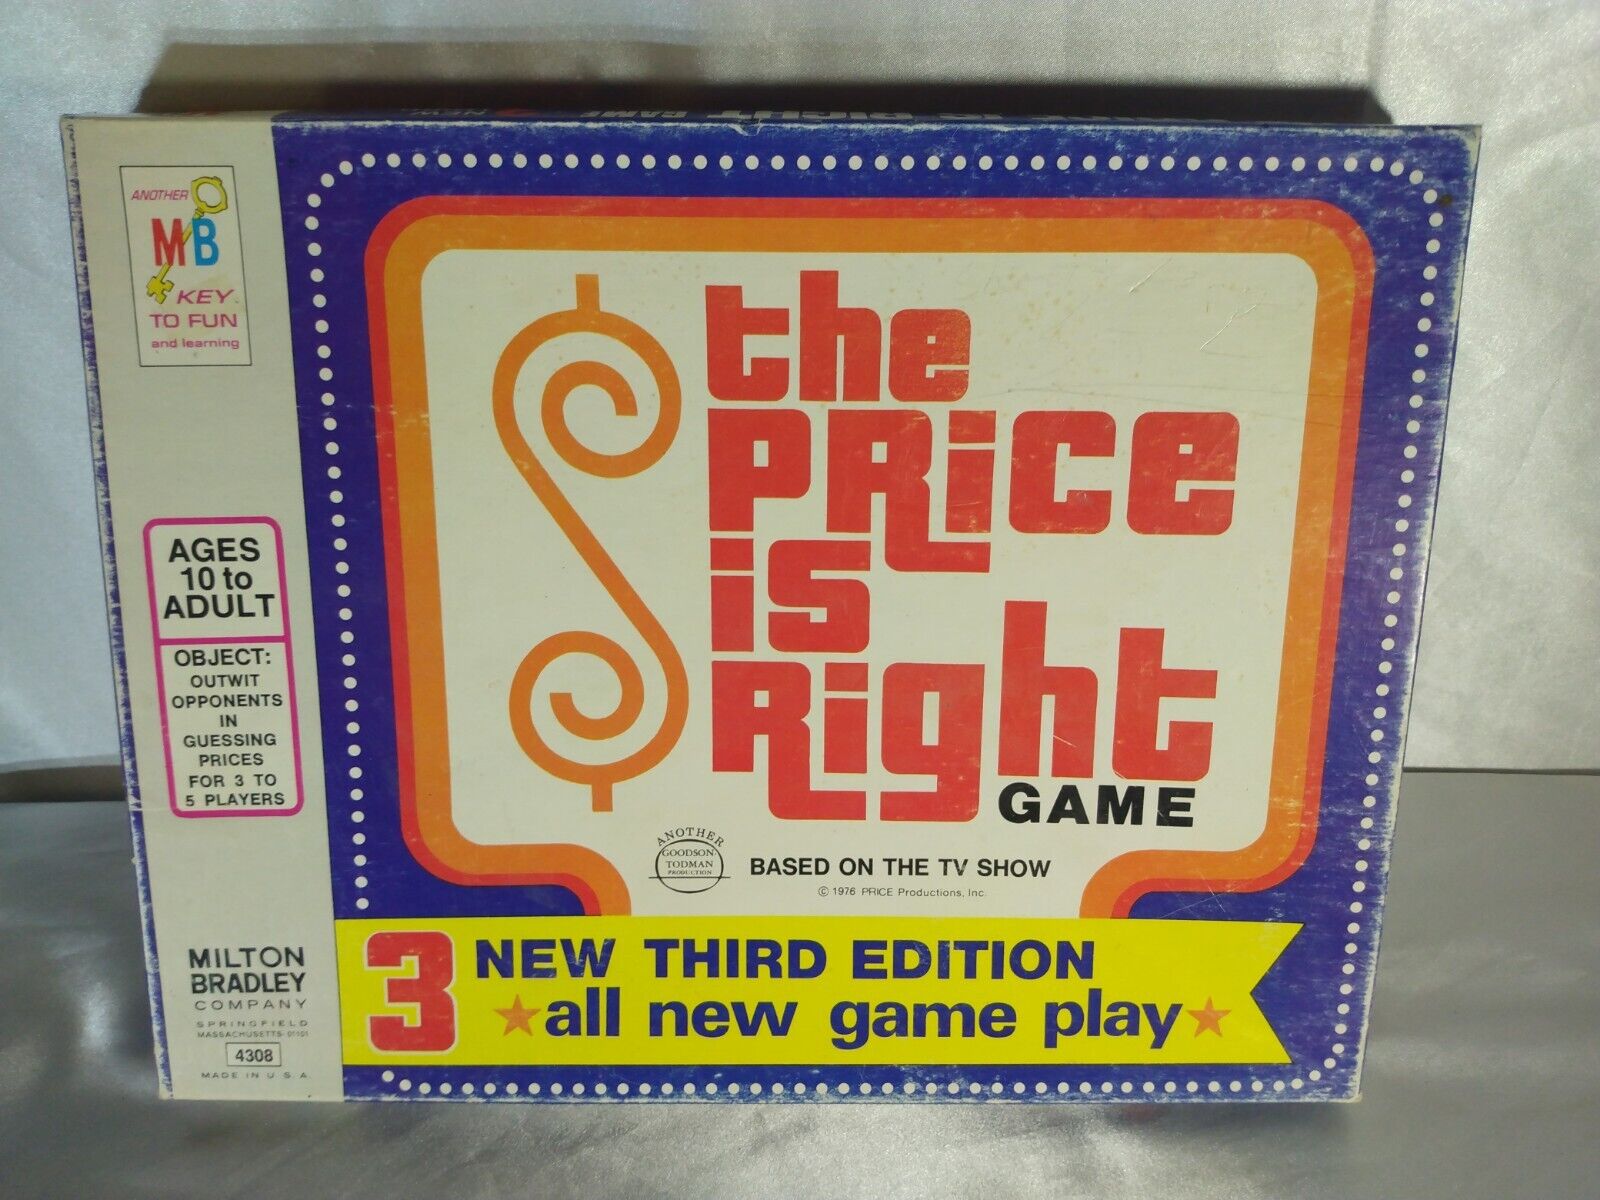 ANOTHER
MB
KEY
TO FUN
and learning
AGES
10 to
ADULT
OBJECT:
OUTWIT
OPPONENTS
IN
GUESSING
PRICES
FOR 3 TO
5 PLAYERS
MILTON
BRADLEY
COMPANY
SPRINGFIELD
MASSACHUSETTS 01101
4308
MADE IN U.S.A.
the
PRice
is
Right
GAME
ANOTHER
GOODSON
TODMAN
PRODUCTION
BASED ON THE TV SHOW
© 1976 PRICE Productions, Inc.
3 NEW THIRD EDITION
all new game play